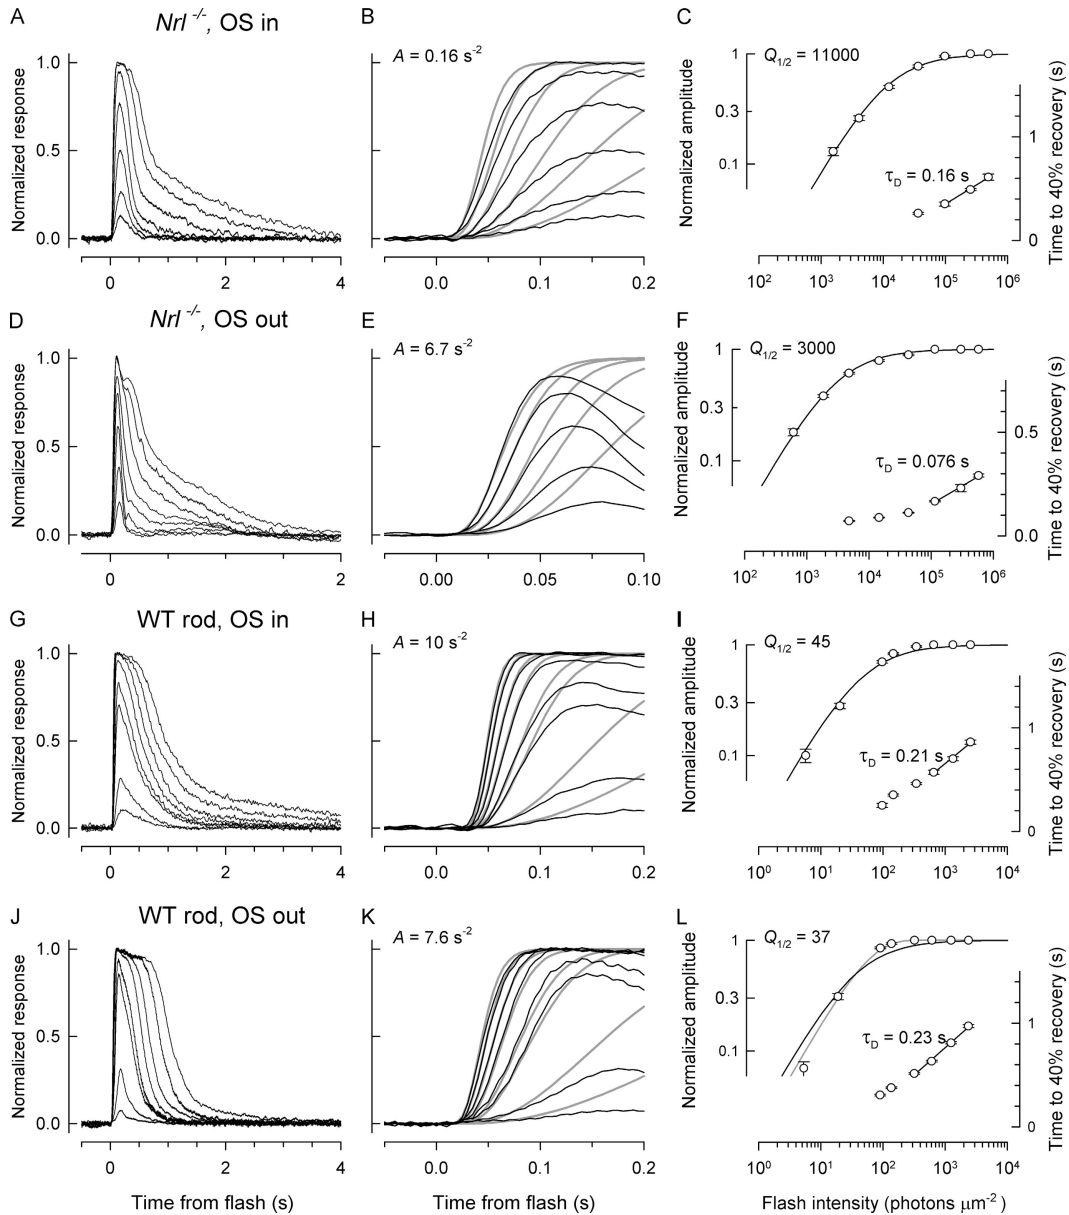 A
Nrl -/-, OS in
B
C
Normalized response
1.0
0.5
0.0
0
2
4
A = 0.16 s-2
0.0
0.1
0.2
Normalized amplitude
1
0.3
0.1
Q1/2 = 11000
τD = 0.16 s
1
0
Time to 40% recovery (s)
10² 10³ 10⁴ 10⁵ 10⁶
D
Nrl -/-, OS out
E
F
Normalized response
1.0
0.5
0.0
0
2
A = 6.7 s-2
0.00
0.05
0.10
Normalized amplitude
1
0.3
0.1
Q1/2 = 3000
τD = 0.076 s
0.5
0.0
Time to 40% recovery (s)
10² 10³ 10⁴ 10⁵ 10⁶
G
WT rod, OS in
H
I
Normalized response
1.0
0.5
0.0
0
2
4
A = 10 s-2
0.0
0.1
0.2
Normalized amplitude
1
0.3
0.1
Q1/2 = 45
τD = 0.21 s
1
0
Time to 40% recovery (s)
10⁰ 10¹ 10² 10³ 10⁴
J
WT rod, OS out
K
L
Normalized response
1.0
0.5
0.0
0
2
4
Time from flash (s)
A = 7.6 s-2
0.0
0.1
0.2
Time from flash (s)
Normalized amplitude
1
0.3
0.1
Q1/2 = 37
τD = 0.23 s
1
0
Time to 40% recovery (s)
10⁰ 10¹ 10² 10³ 10⁴
Flash intensity (photons μm-2)